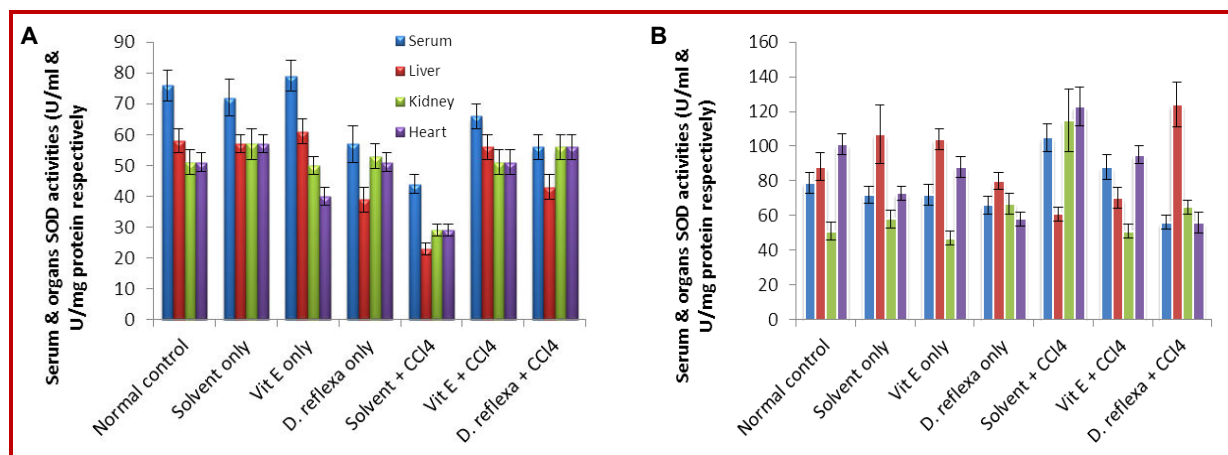 A
Serum & organs SOD activities (U/ml &
U/mg protein respectively
90
80
70
60
50
40
30
20
10
0
Serum
Liver
Kidney
Heart
Normal control
Solvent only
Vit E only
D. reflexa only
Solvent + CCl4
Vit E + CCl4
D. reflexa + CCl4
B
Serum & organs SOD activities (U/ml &
U/mg protein respectively)
160
140
120
100
80
60
40
20
0
Normal control
Solvent only
Vit E only
D. reflexa only
Solvent + CCl4
Vit E + CCl4
D. reflexa + CCl4